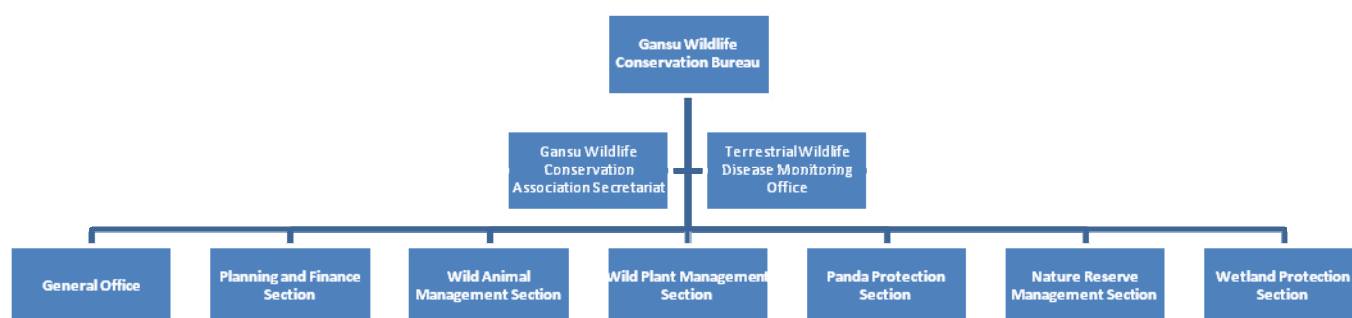 Gansu Wildlife
Conservation Bureau
Gansu Wildlife
Conservation
Association Secretariat
Terrestrial Wildlife
Disease Monitoring
Office
General Office
Planning and Finance
Section
Wild Animal
Management Section
Wild Plant Management
Section
Panda Protection
Section
Nature Reserve
Management Section
Wetland Protection
Section